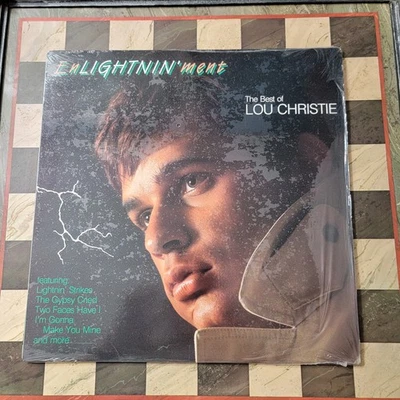 EnLIGHTNIN'ment
The Best of
LOU CHRISTIE
featuring:
Lightnin' Strikes
The Gypsy Cried
Two Faces Have I
I'm Gonna
Make You Mine
and more